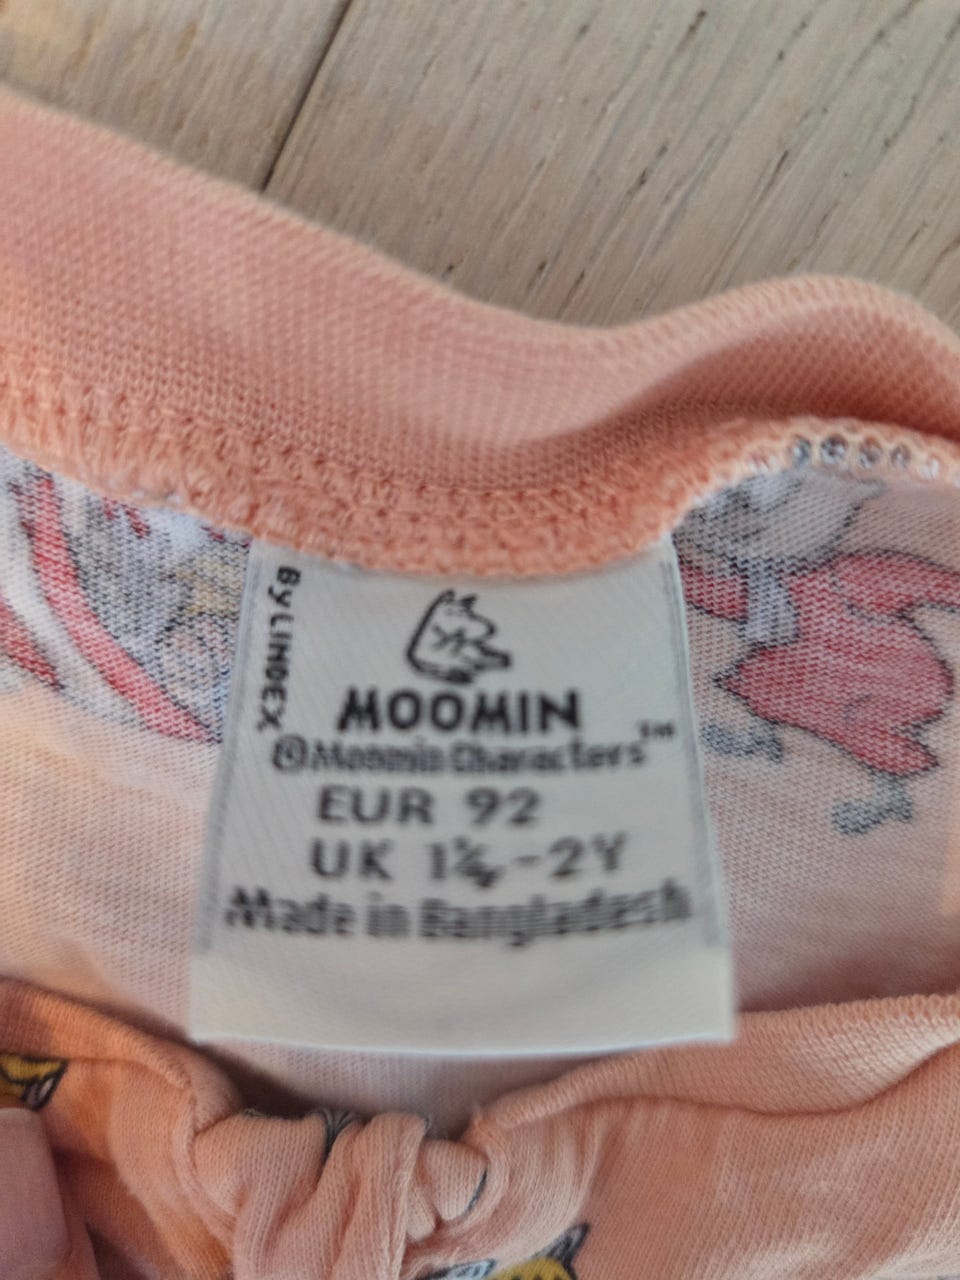 By LINDEX
MOOMIN
©Moomin Characters™
EUR 92
UK 1½-2Y
Made in Bangladesh